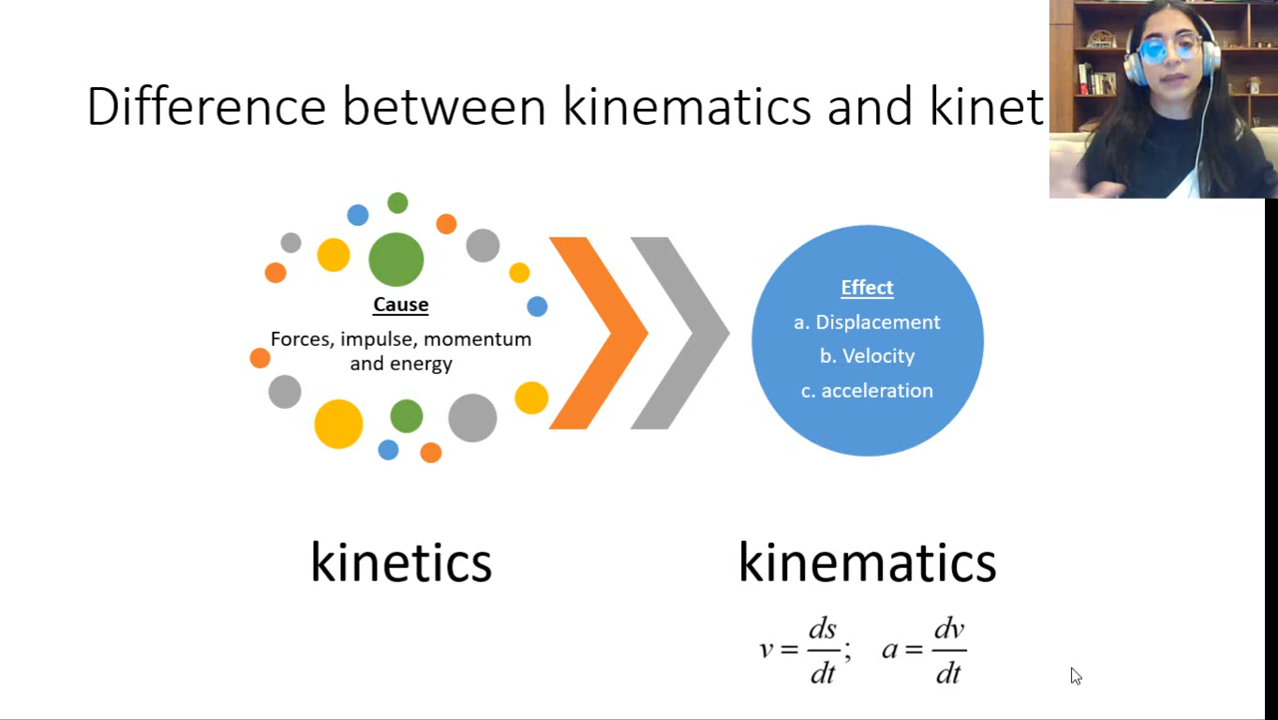 Difference between kinematics and kinet
Cause
Forces, impulse, momentum
and energy
Effect
a. Displacement
b. Velocity
c. acceleration
kinetics
kinematics
v = ds/dt; a = dv/dt